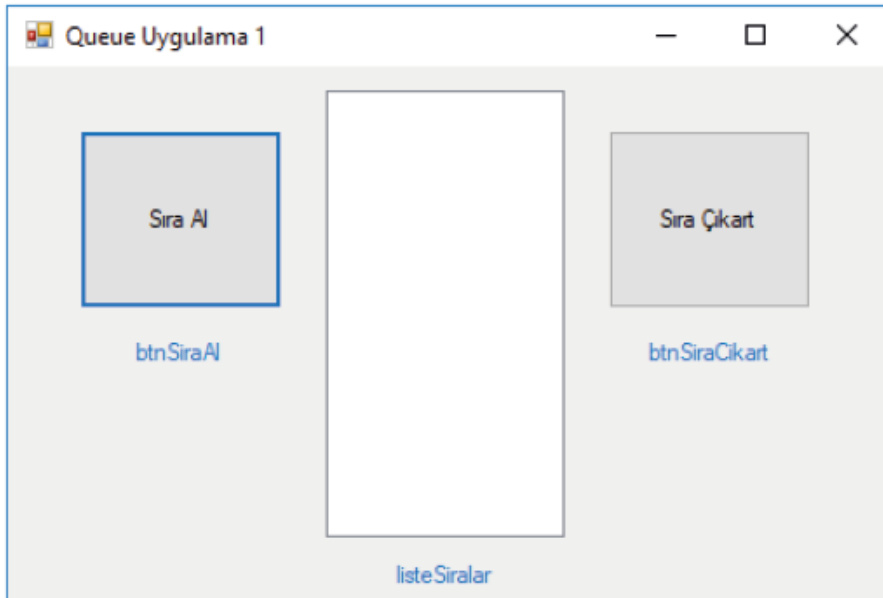 Queue Uygulama 1
Sıra Al
Sıra Çıkart
btnSiraAl
btnSiraCikart
listeSiralar